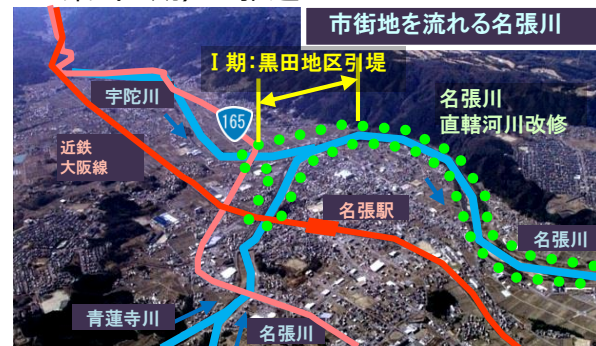 市街地を流れる名張川
Ⅰ期:黒田地区引堤
宇陀川
165
名張川
直轄河川改修
近鉄
大阪線
名張駅
名張川
青蓮寺川
名張川